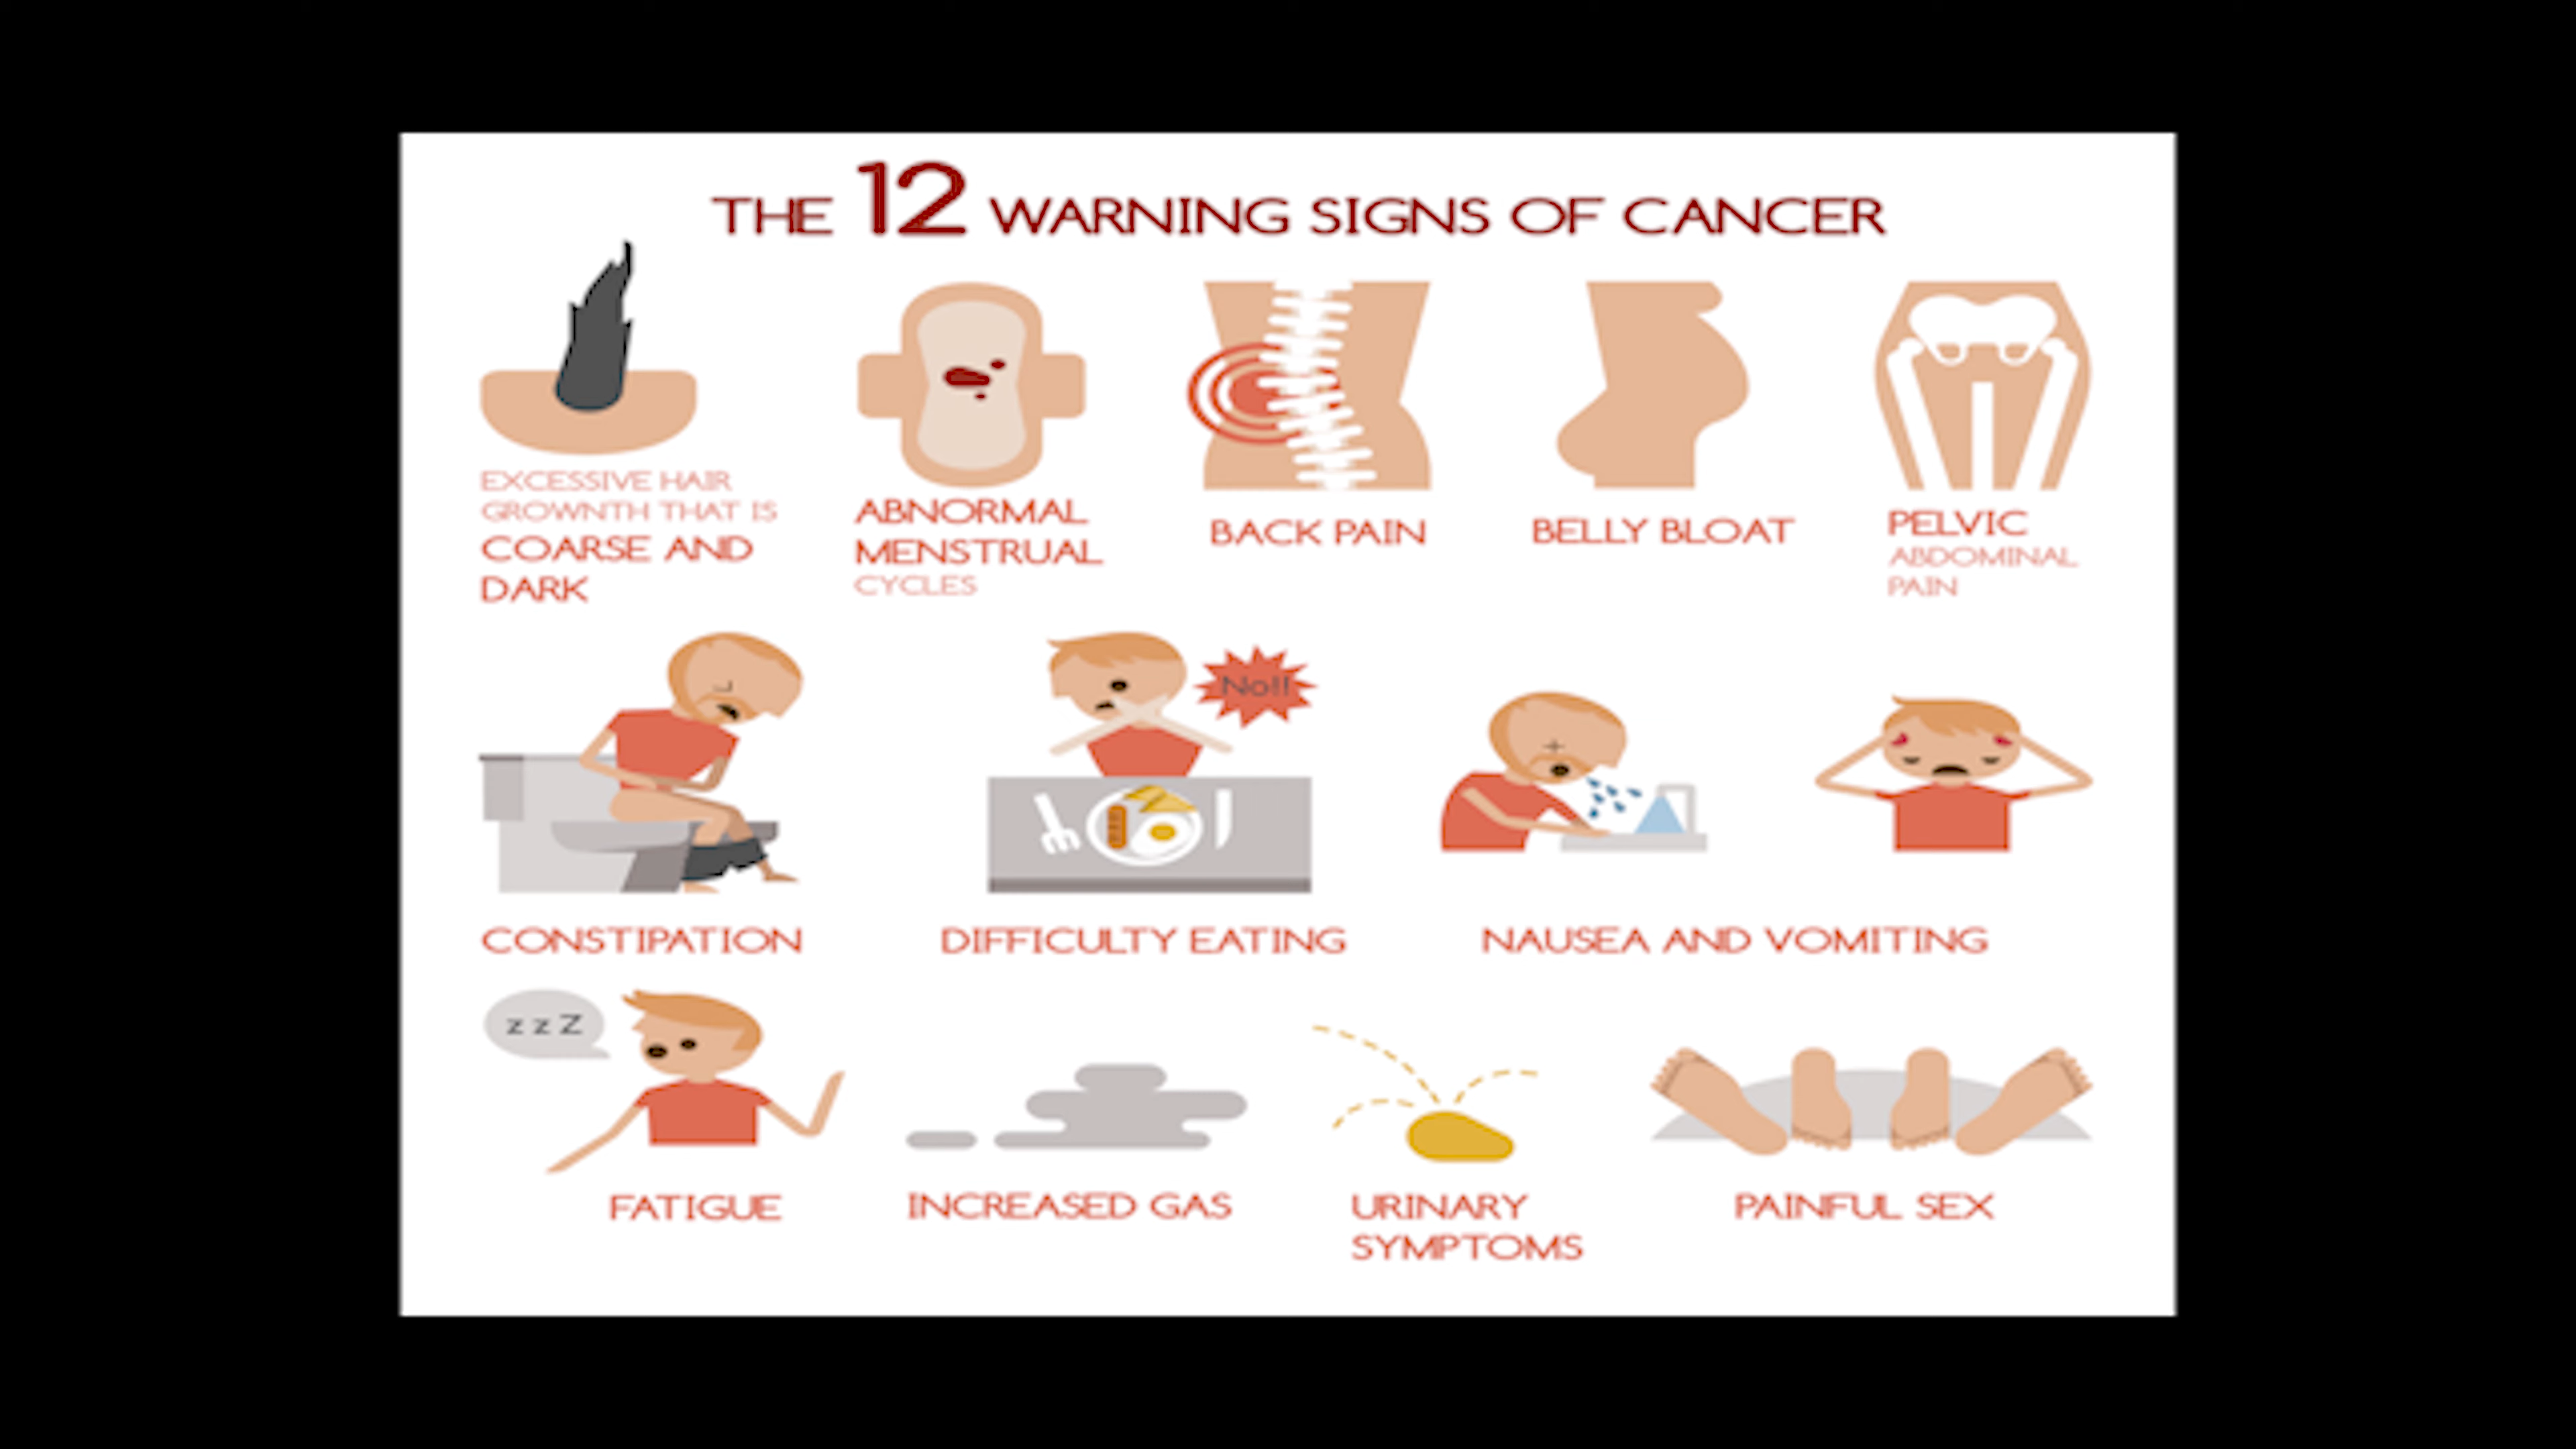 THE 12 WARNING SIGNS OF CANCER
EXCESSIVE HAIR
GROWNTH THAT IS
COARSE AND
DARK
ABNORMAL
MENSTRUAL
CYCLES
BACK PAIN
BELLY BLOAT
PELVIC
ABDOMINAL
PAIN
No!!
CONSTIPATION
DIFFICULTY EATING
NAUSEA AND VOMITING
z z Z
FATIGUE
INCREASED GAS
URINARY
SYMPTOMS
PAINFUL SEX